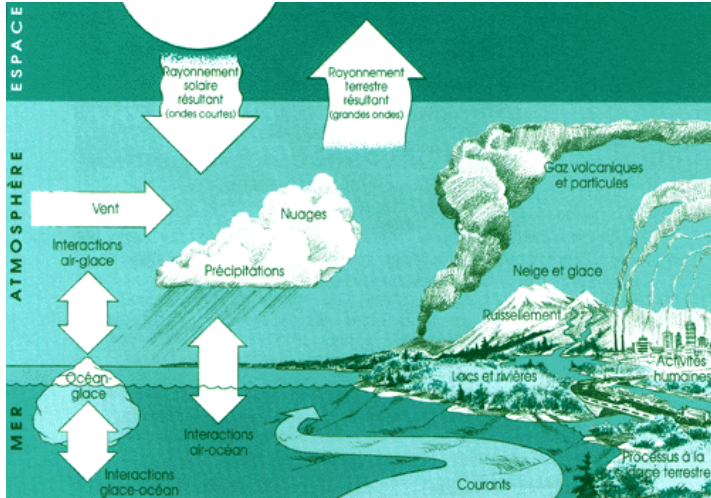 ESPACE
Rayonnement
solaire
résultant
(ondes courtes)
Rayonnement
terrestre
résultant
(grandes ondes)
ATMOSPHÈRE
Gaz volcaniques
et particules
Vent
Nuages
Interactions
air-glace
Précipitations
Neige et glace
Ruissellement
Activités
humaines
Lacs et rivières
MER
Océan-
glace
Interactions
air-océan
Interactions
glace-océan
Courants
Processus à la
surface terrestre